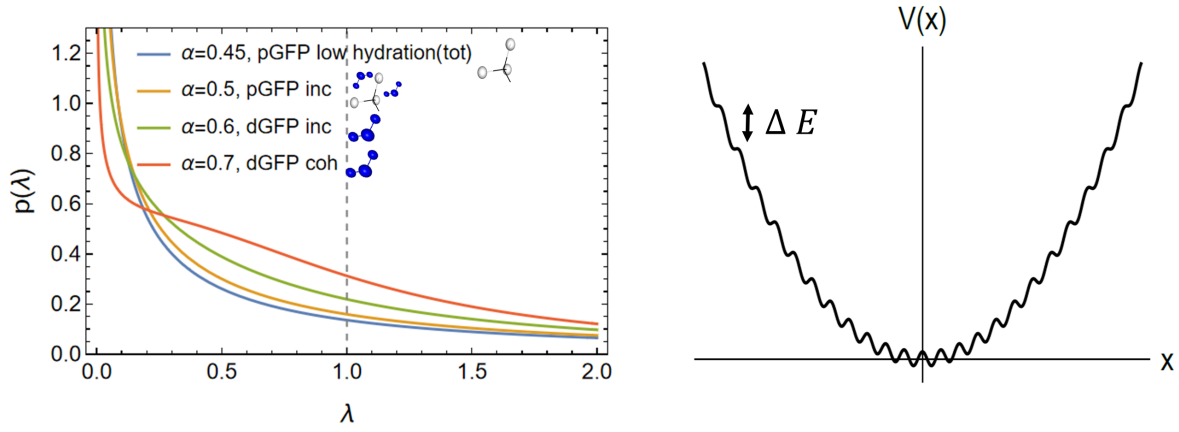 α=0.45, pGFP low hydration(tot)
α=0.5, pGFP inc
α=0.6, dGFP inc
α=0.7, dGFP coh
p(λ)
1.2
1.0
0.8
0.6
0.4
0.2
0.0
0.0 0.5 1.0 1.5 2.0
λ
V(x)
Δ E
x